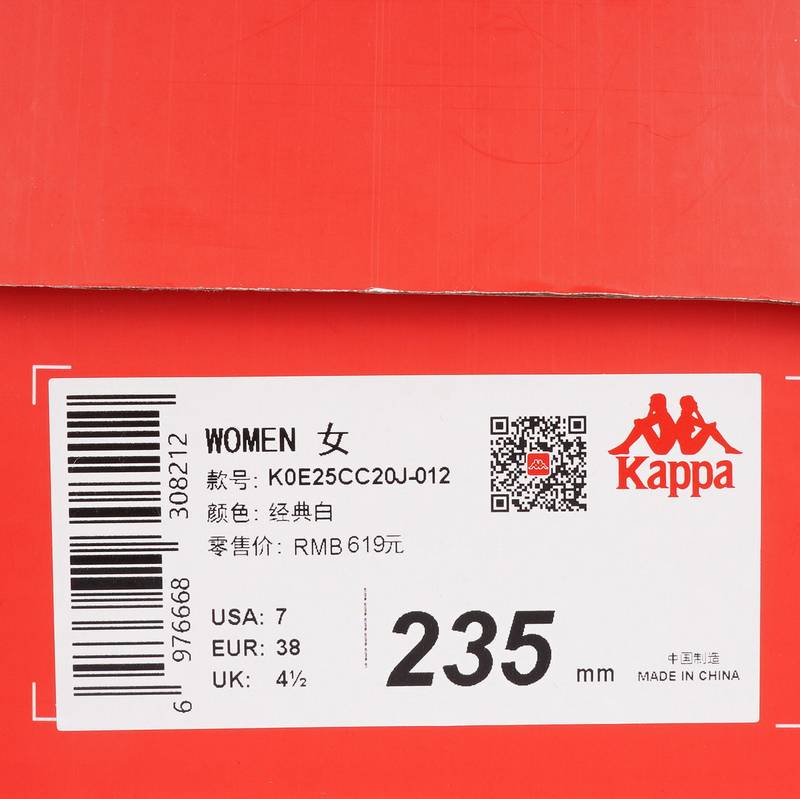 WOMEN 女
款号: K0E25CC20J-012
颜色: 经典白
零售价: RMB 619元
USA: 7
EUR: 38
UK: 4½
235 mm
Kappa
中国制造
MADE IN CHINA
6 976668 308212